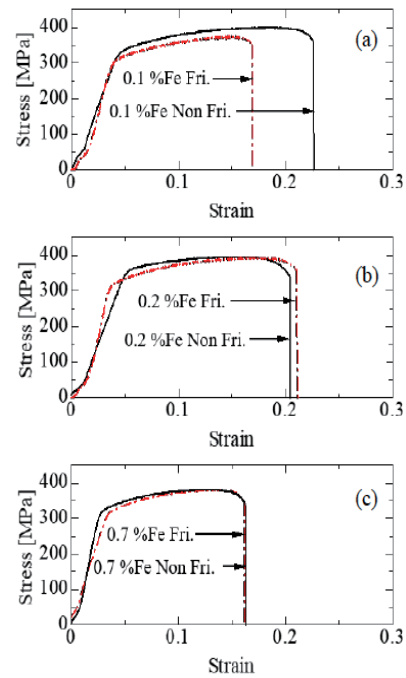 400
(a)
300
0.1 %Fe Fri.
200
0.1 %Fe Non Fri.
100
0
0 0.1 0.2 0.3
Stress [MPa]
Strain
400
(b)
300
0.2 %Fe Fri.
200
0.2 %Fe Non Fri.
100
0
0 0.1 0.2 0.3
Stress [MPa]
Strain
400
(c)
300
0.7 %Fe Fri.
200
0.7 %Fe Non Fri.
100
0
0 0.1 0.2 0.3
Stress [MPa]
Strain